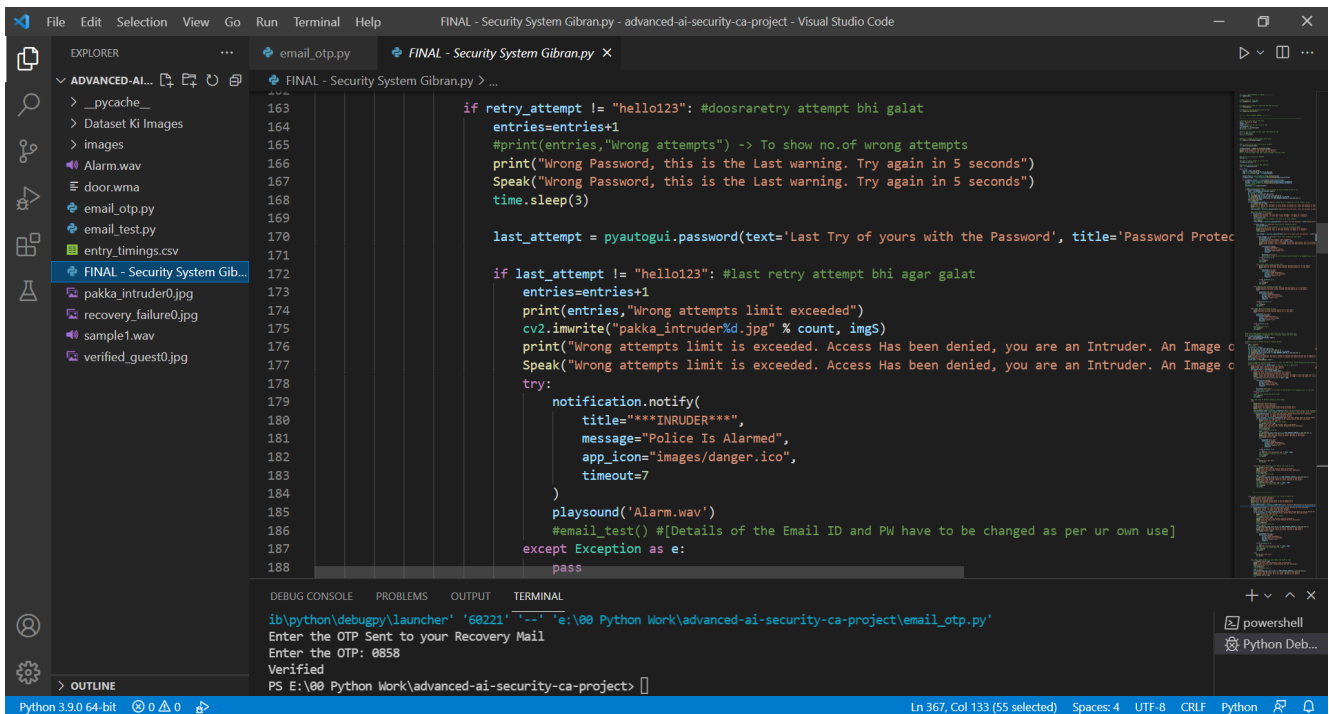 File Edit Selection View Go Run Terminal Help FINAL - Security System Gibran.py - advanced-ai-security-ca-project - Visual Studio Code
EXPLORER
ADVANCED-AI...
__pycache__
Dataset Ki Images
images
Alarm.wav
door.wma
email_otp.py
email_test.py
entry_timings.csv
FINAL - Security System Gib...
pakka_intruder0.jpg
recovery_failure0.jpg
sample1.wav
verified_guest0.jpg
OUTLINE
email_otp.py FINAL - Security System Gibran.py
FINAL - Security System Gibran.py > ...
163 if retry_attempt != "hello123": #doosraretry attempt bhi galat
164 entries=entries+1
165 #print(entries,"Wrong attempts") -> To show no.of wrong attempts
166 print("Wrong Password, this is the Last warning. Try again in 5 seconds")
167 Speak("Wrong Password, this is the Last warning. Try again in 5 seconds")
168 time.sleep(3)
169
170 last_attempt = pyautogui.password(text='Last Try of yours with the Password', title='Password Protec
171
172 if last_attempt != "hello123": #last retry attempt bhi agar galat
173 entries=entries+1
174 print(entries,"Wrong attempts limit exceeded")
175 cv2.imwrite("pakka_intruder%d.jpg" % count, imgS)
176 print("Wrong attempts limit is exceeded. Access Has been denied, you are an Intruder. An Image
177 Speak("Wrong attempts limit is exceeded. Access Has been denied, you are an Intruder. An Image
178 try:
179 notification.notify(
180 title="***INRUDER***",
181 message="Police Is Alarmed",
182 app_icon="images/danger.ico",
183 timeout=7
184 )
185 playsound('Alarm.wav')
186 #email_test() #[Details of the Email ID and PW have to be changed as per ur own use]
187 except Exception as e:
188 pass
DEBUG CONSOLE PROBLEMS OUTPUT TERMINAL
ib\python\debugpy\launcher' '60221' '--' 'e:\00 Python Work\advanced-ai-security-ca-project\email_otp.py'
Enter the OTP Sent to your Recovery Mail
Enter the OTP: 0858
Verified
PS E:\00 Python Work\advanced-ai-security-ca-project>
powershell
Python Deb...
Python 3.9.0 64-bit 0 0 Ln 367, Col 133 (55 selected) Spaces: 4 UTF-8 CRLF Python